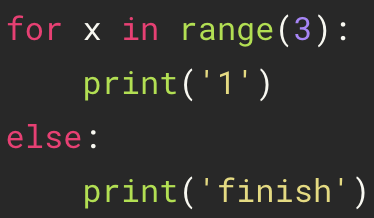 for x in range(3):
    print('1')
else:
    print('finish')